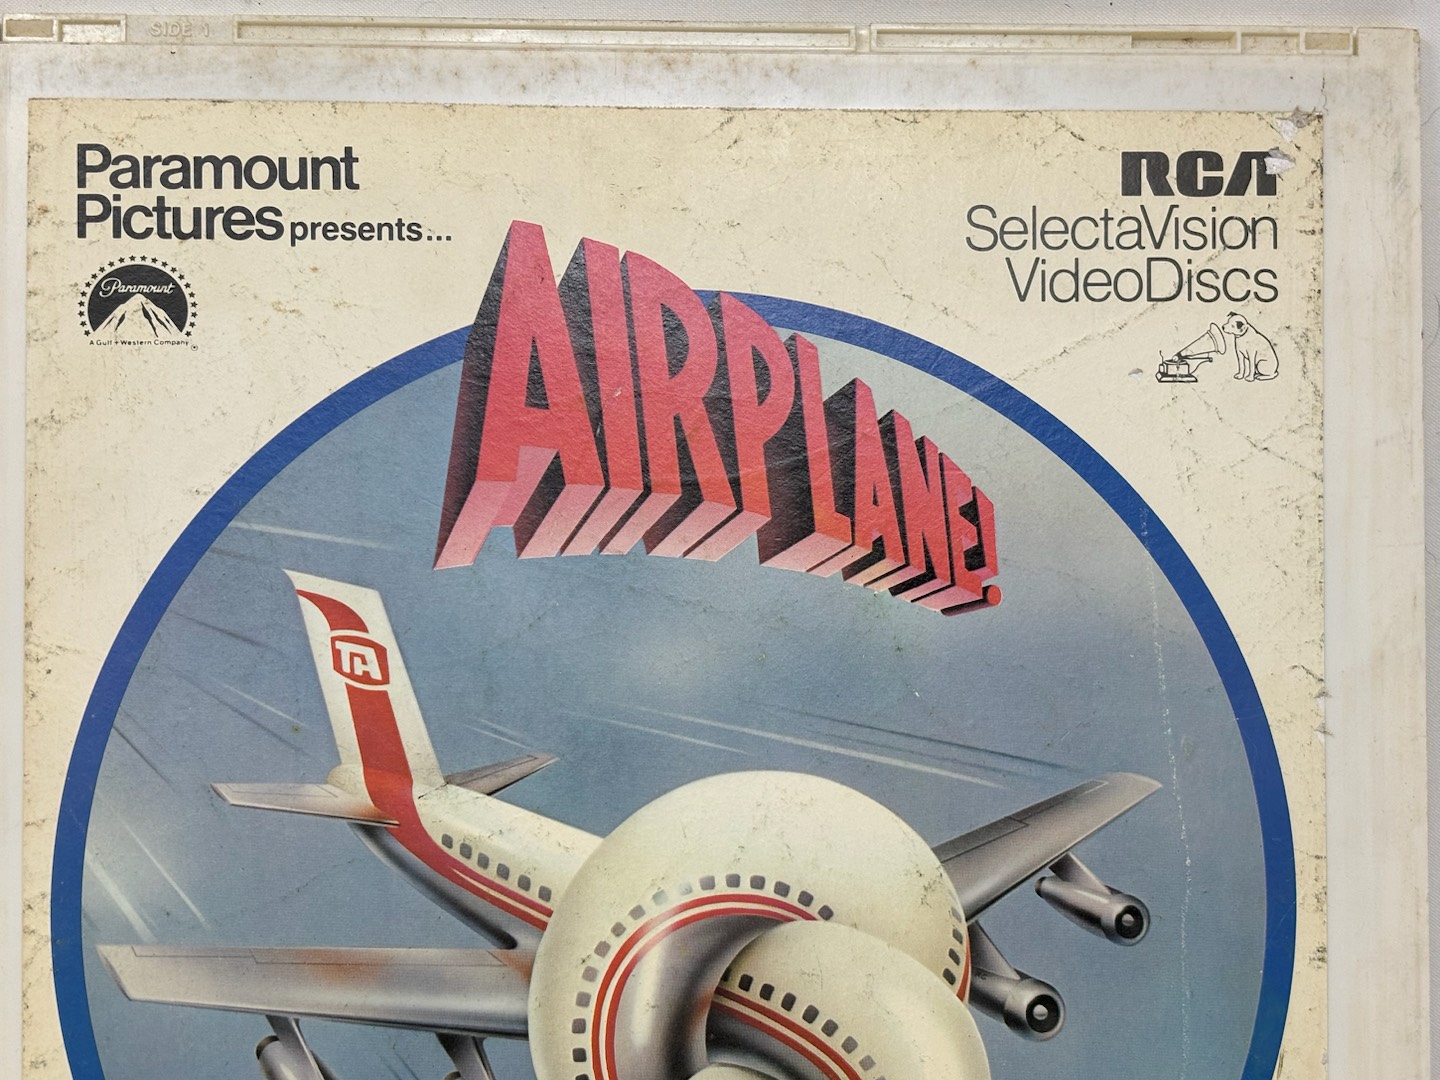 SIDE 1
Paramount
Pictures presents...
Paramount
A Gulf + Western Company
RCA
SelectaVision
VideoDiscs
AIRPLANE!
TA